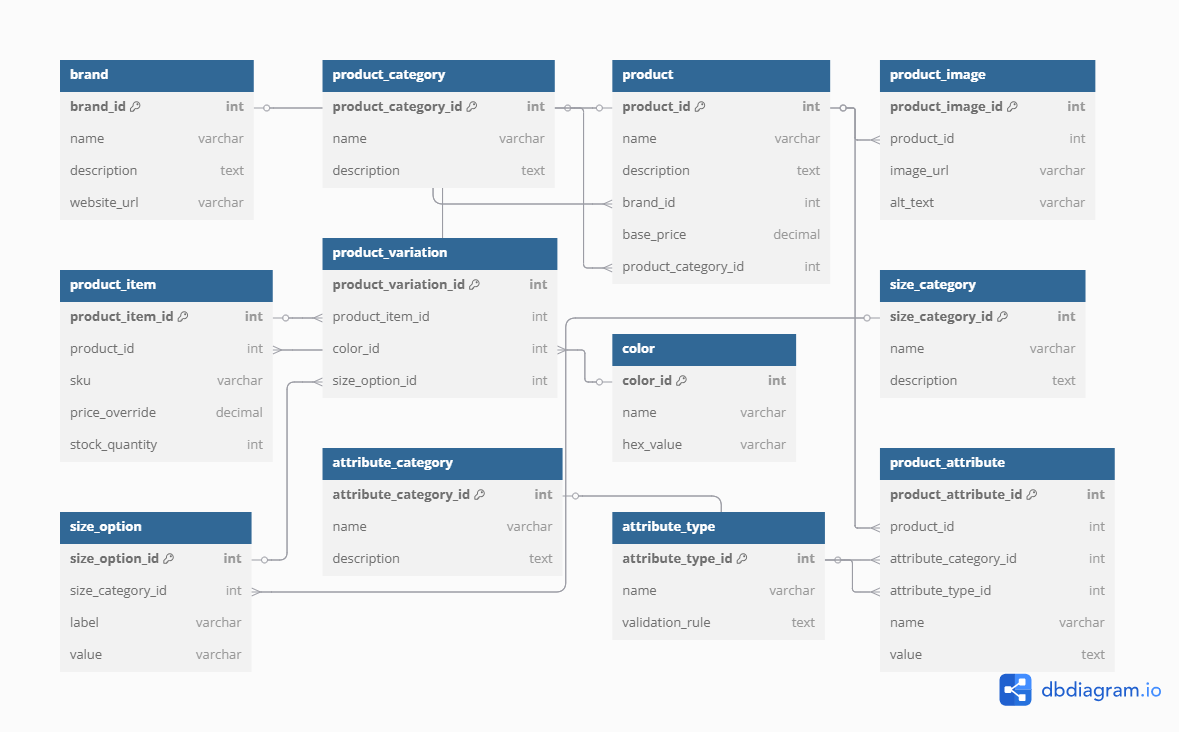 brand
brand_id int
name varchar
description text
website_url varchar
product_category
product_category_id int
name varchar
description text
product
product_id int
name varchar
description text
brand_id int
base_price decimal
product_category_id int
product_image
product_image_id int
product_id int
image_url varchar
alt_text varchar
product_item
product_item_id int
product_id int
sku varchar
price_override decimal
stock_quantity int
product_variation
product_variation_id int
product_item_id int
color_id int
size_option_id int
color
color_id int
name varchar
hex_value varchar
size_category
size_category_id int
name varchar
description text
size_option
size_option_id int
size_category_id int
label varchar
value varchar
attribute_category
attribute_category_id int
name varchar
description text
attribute_type
attribute_type_id int
name varchar
validation_rule text
product_attribute
product_attribute_id int
product_id int
attribute_category_id int
attribute_type_id int
name varchar
value text
dbdiagram.io